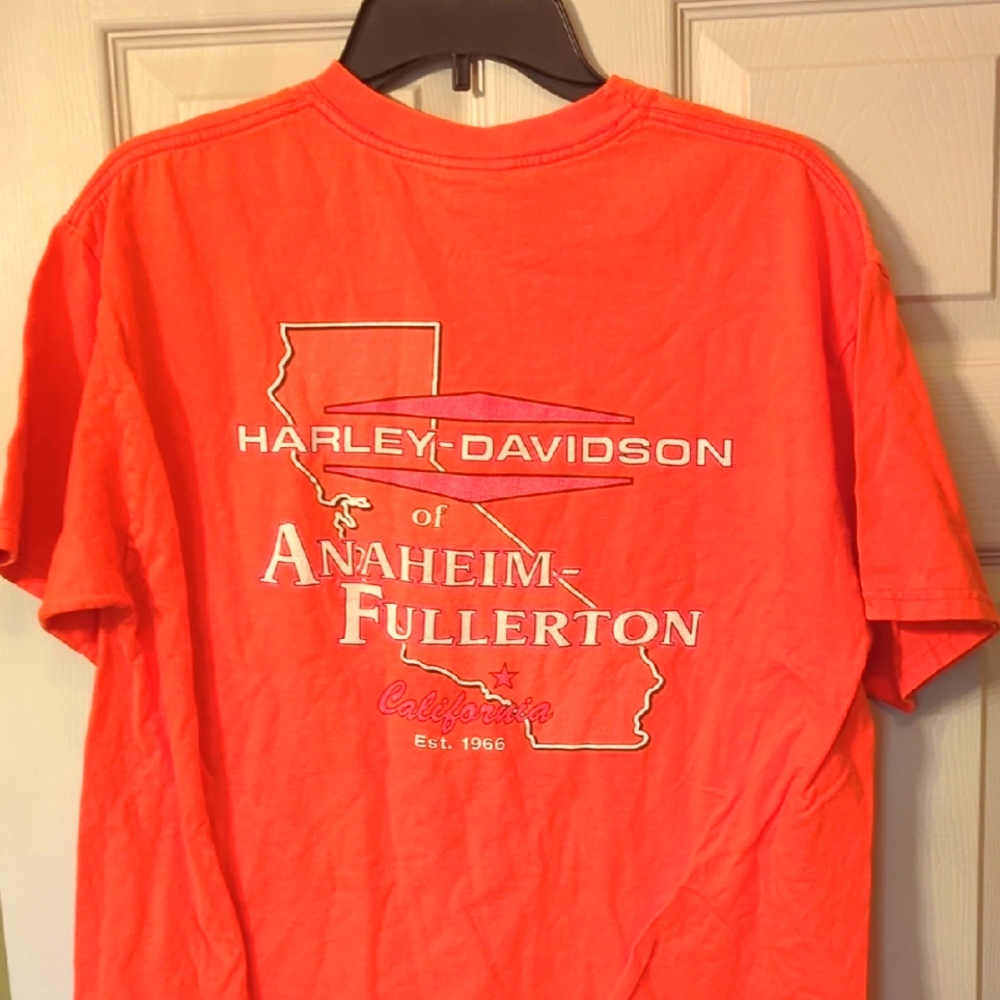 HARLEY-DAVIDSON
of
ANAHEIM-
FULLERTON
California
Est. 1966